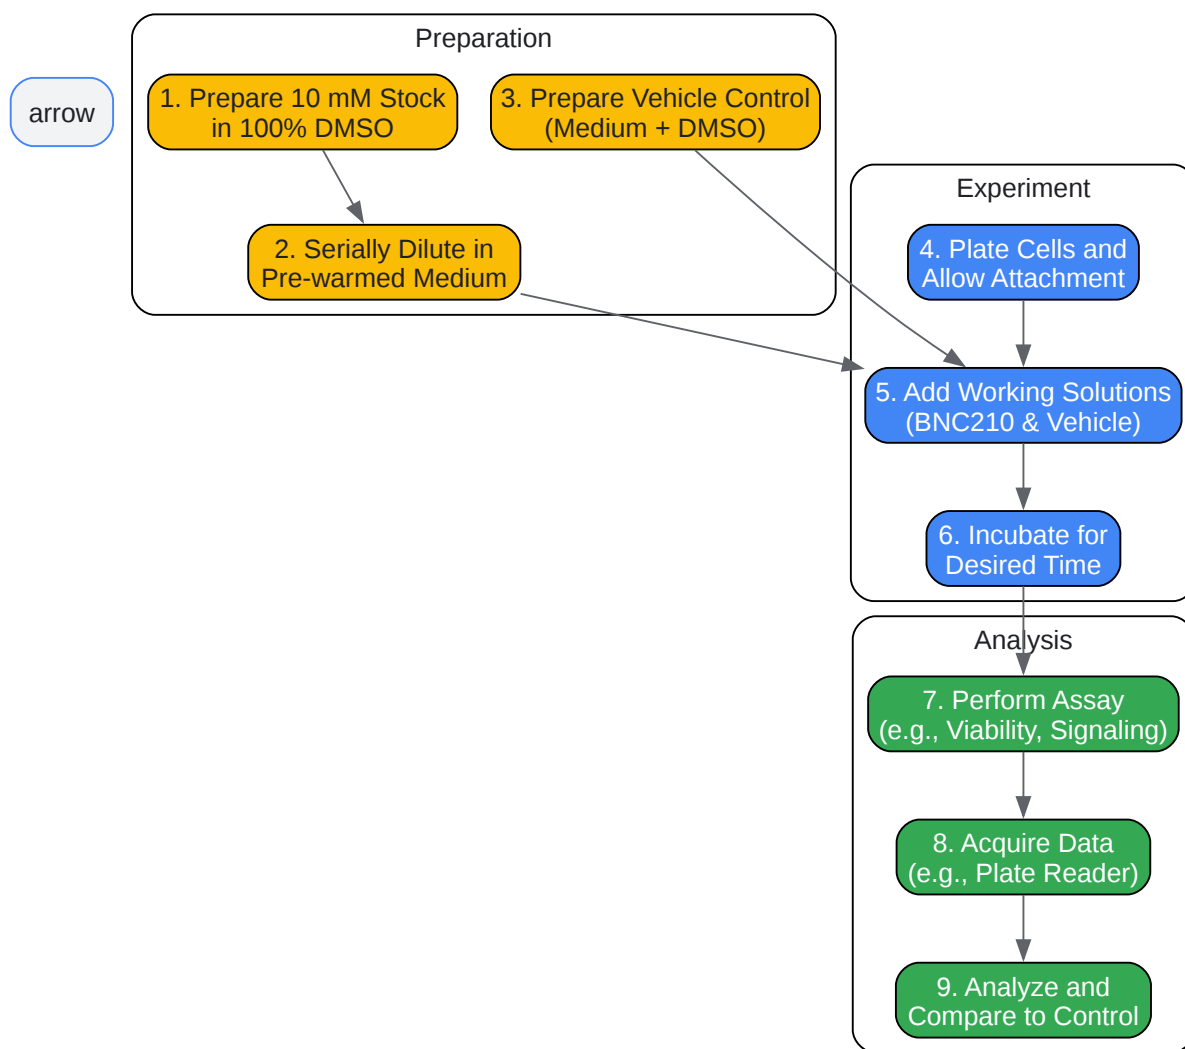 Preparation
arrow
1. Prepare 10 mM Stock
in 100% DMSO
3. Prepare Vehicle Control
(Medium + DMSO)
2. Serially Dilute in
Pre-warmed Medium
Experiment
4. Plate Cells and
Allow Attachment
5. Add Working Solutions
(BNC210 & Vehicle)
6. Incubate for
Desired Time
Analysis
7. Perform Assay
(e.g., Viability, Signaling)
8. Acquire Data
(e.g., Plate Reader)
9. Analyze and
Compare to Control